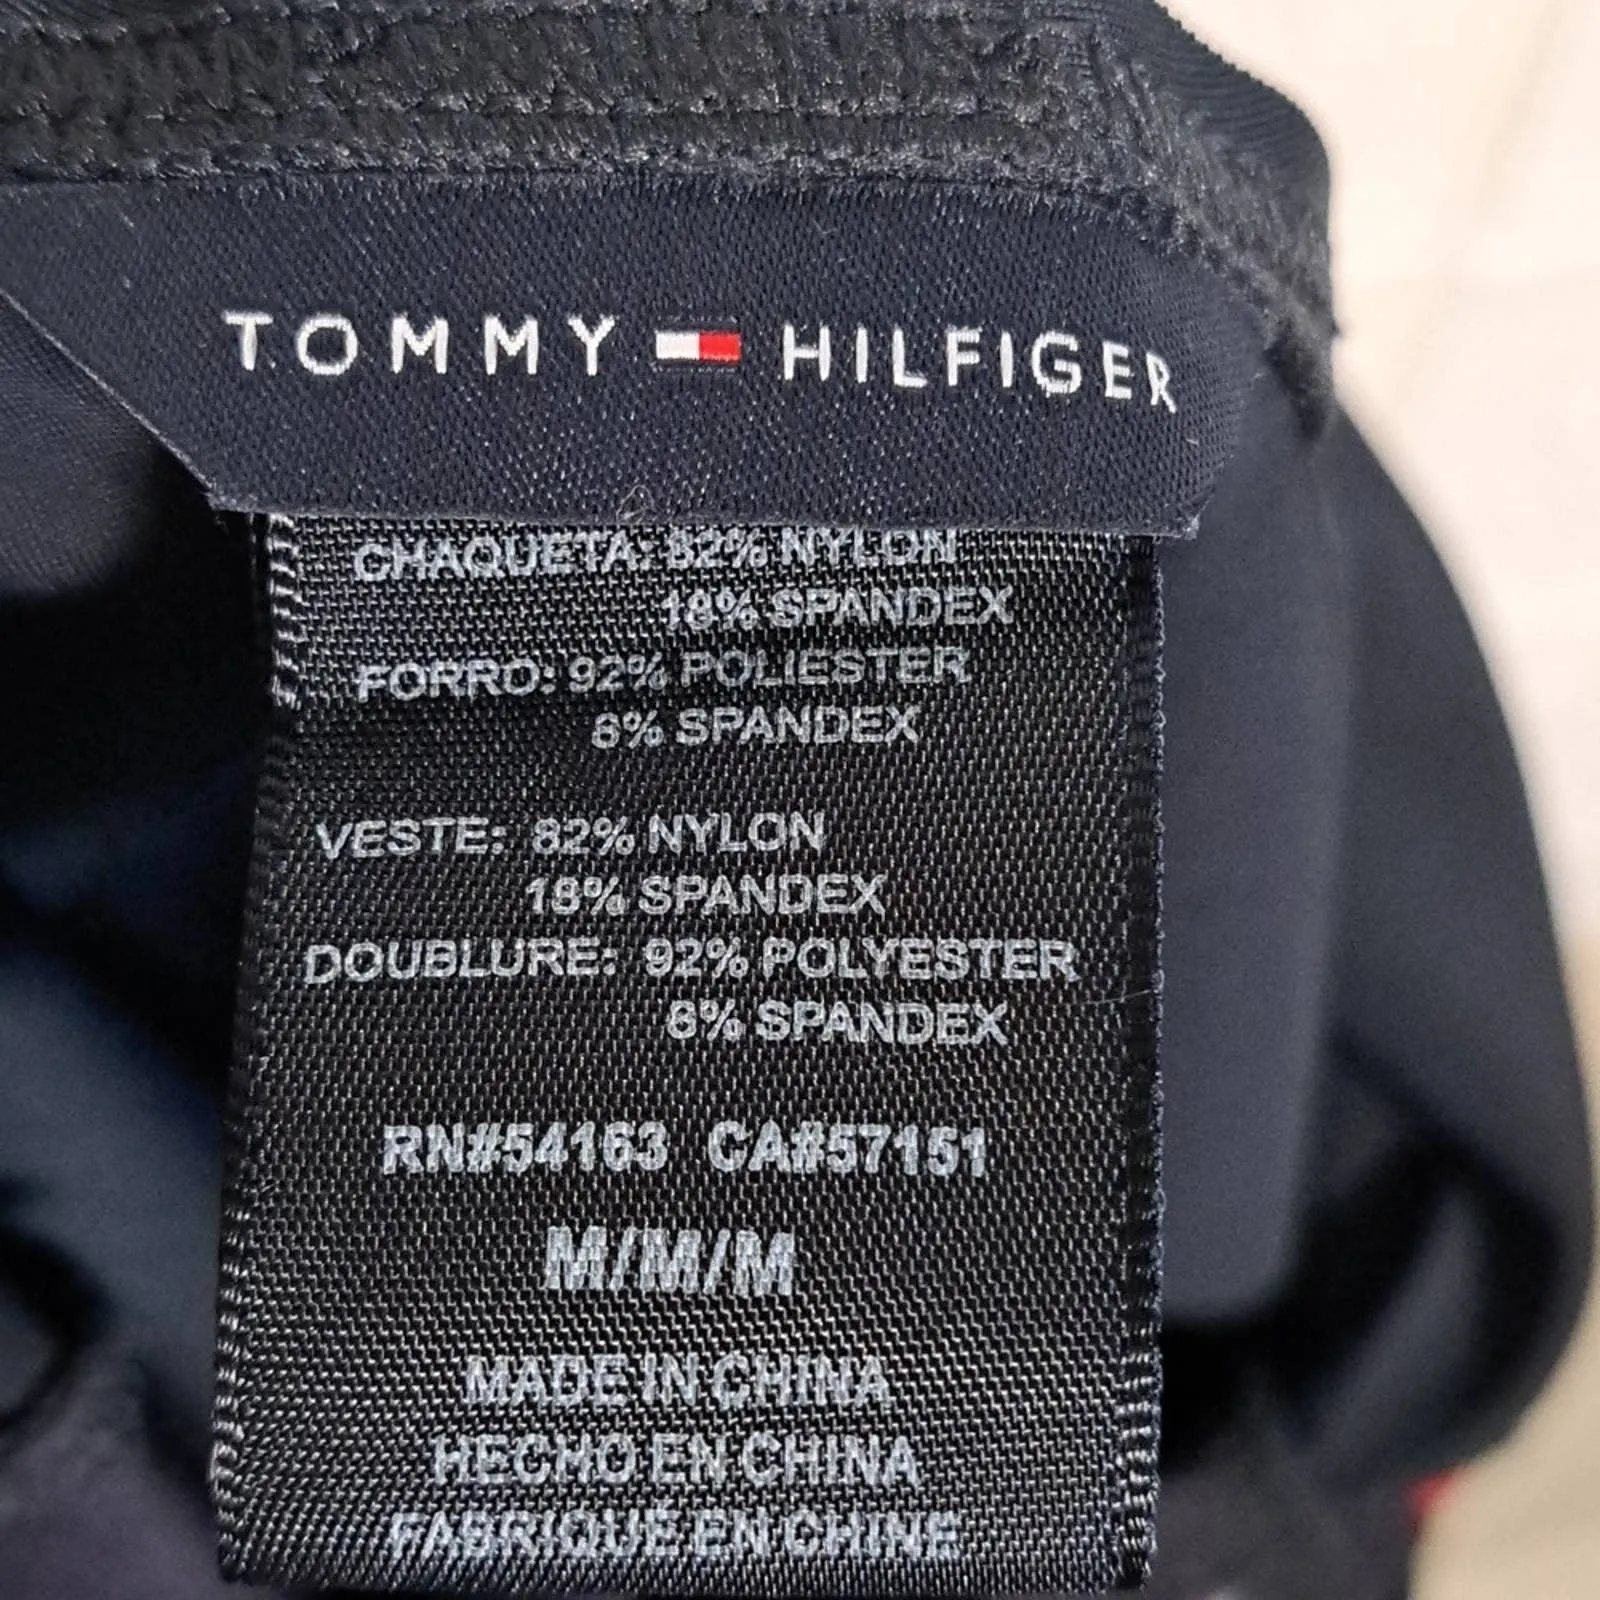 TOMMY HILFIGER
CHAQUETA: 82% NYLON
18% SPANDEX
FORRO: 92% POLIESTER
8% SPANDEX
VESTE: 82% NYLON
18% SPANDEX
DOUBLURE: 92% POLYESTER
8% SPANDEX
RN#54163 CA#57151
M/M/M
MADE IN CHINA
HECHO EN CHINA
FABRIQUÉ EN CHINE